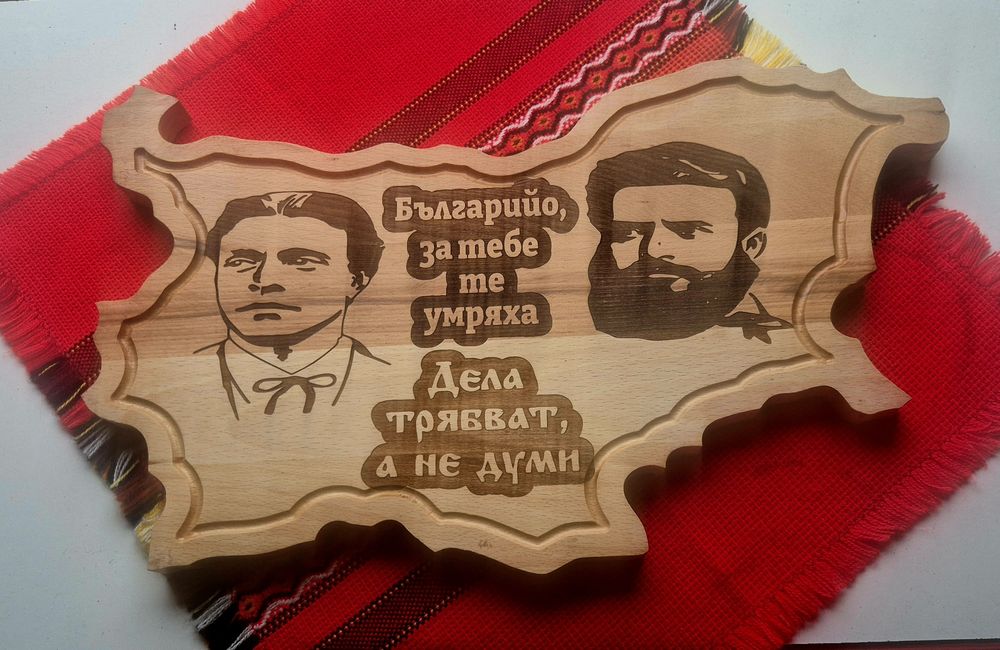 Българийо,
за тебе
те
умряха
Дела
трябват,
а не думи